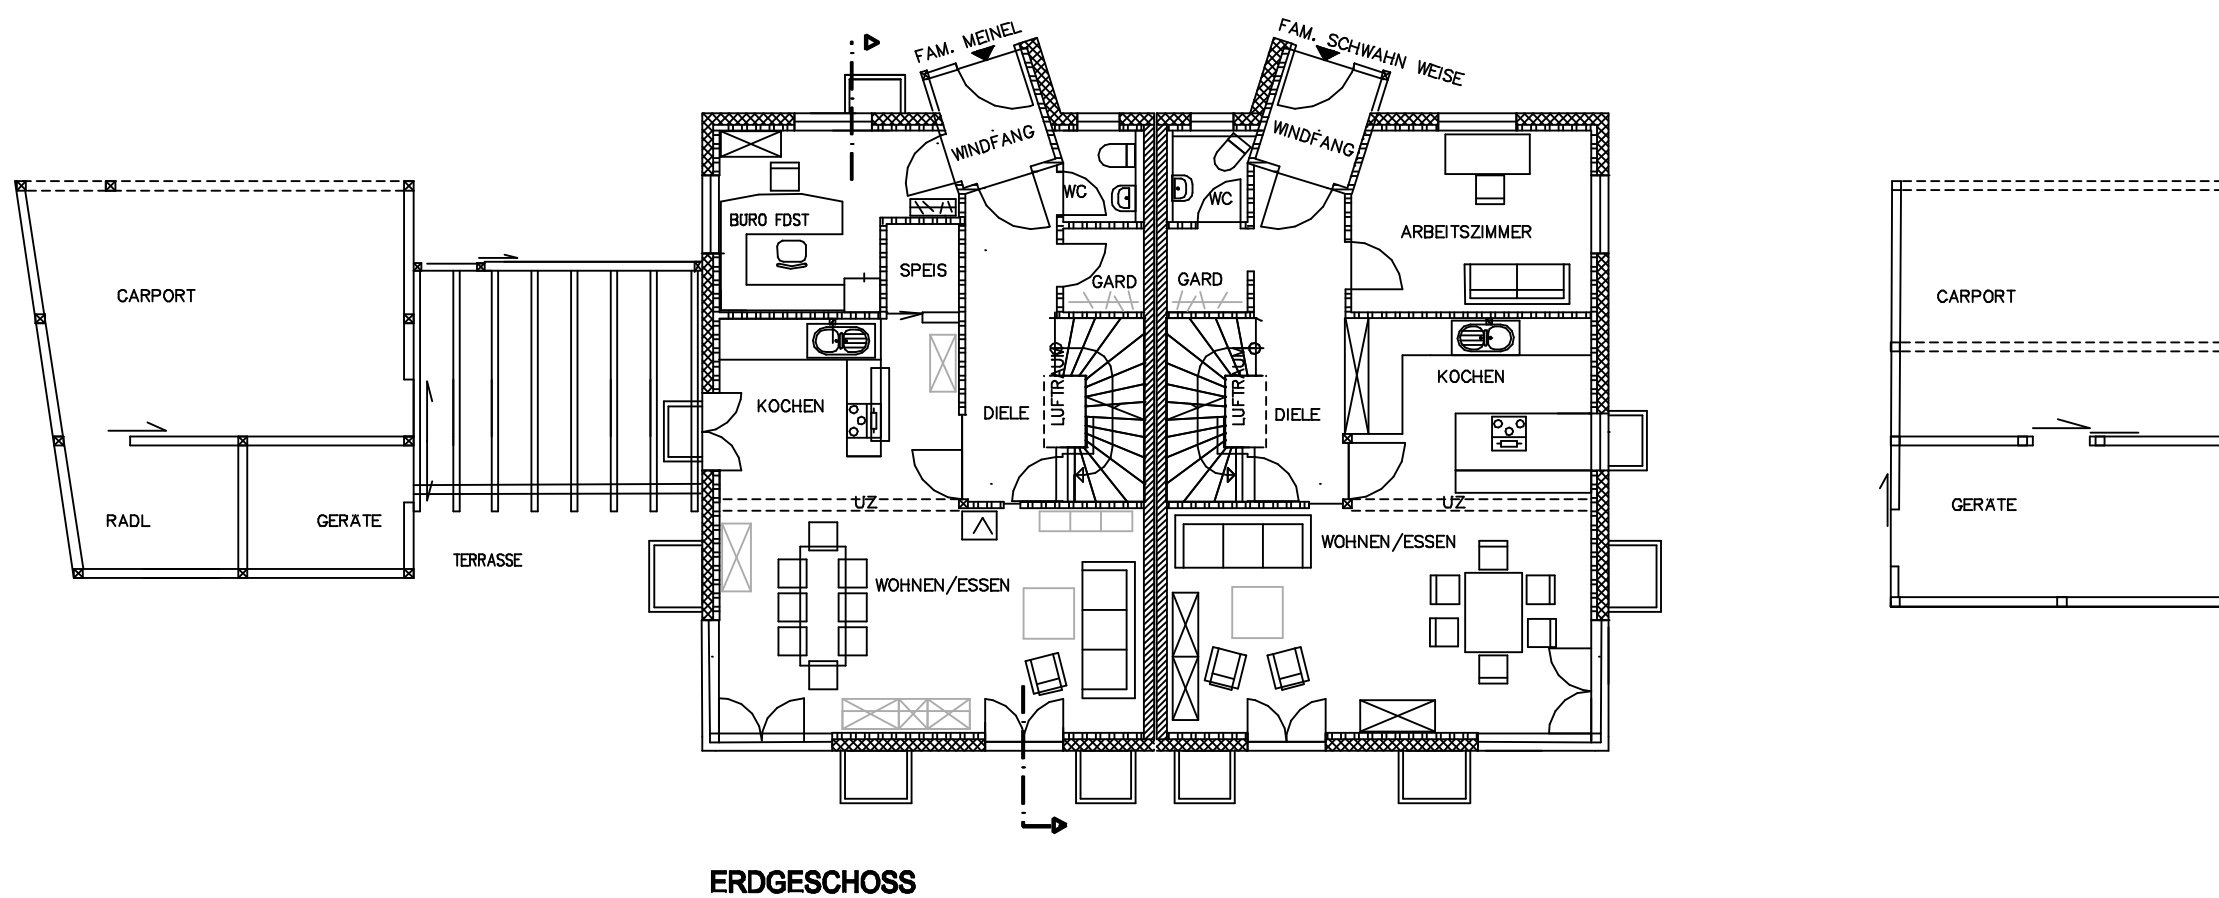 FAM. MEINEL
FAM. SCHWAHN WEISE
WINDFANG
WINDFANG
WC
WC
BÜRO FDST
ARBEITSZIMMER
SPEIS
GARD
GARD
CARPORT
CARPORT
LUFTRAUM
LUFTRAUM
KOCHEN
KOCHEN
DIELE
DIELE
UZ
UZ
RADL
GERÄTE
GERÄTE
TERRASSE
WOHNEN/ESSEN
WOHNEN/ESSEN
ERDGESCHOSS